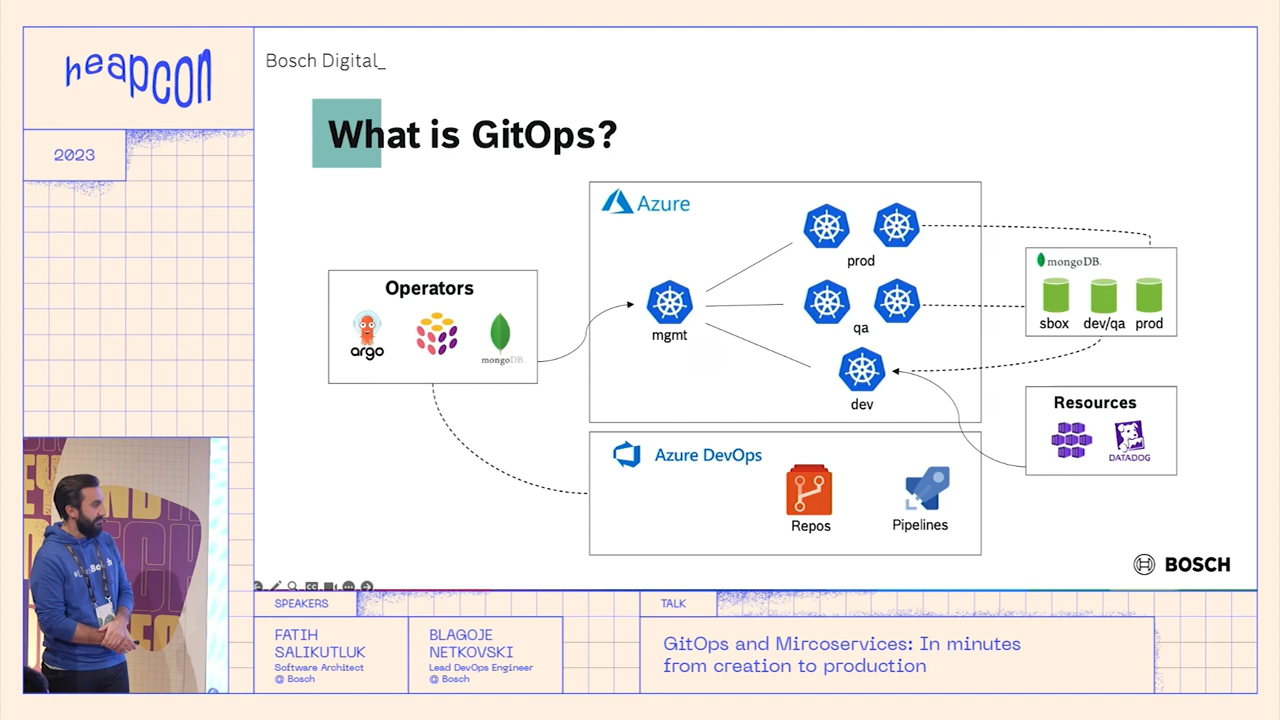 heapcon
2023
Bosch Digital_
What is GitOps?
Azure
prod
mgmt
qa
dev
Operators
argo
mongoDB.
mongoDB.
sbox
dev/qa
prod
Resources
DATADOG
Azure DevOps
Repos
Pipelines
BOSCH
SPEAKERS
FATIH
SALIKUTLUK
Software Architect
@ Bosch
BLAGOJE
NETKOVSKI
Lead DevOps Engineer
@ Bosch
TALK
GitOps and Mircoservices: In minutes
from creation to production